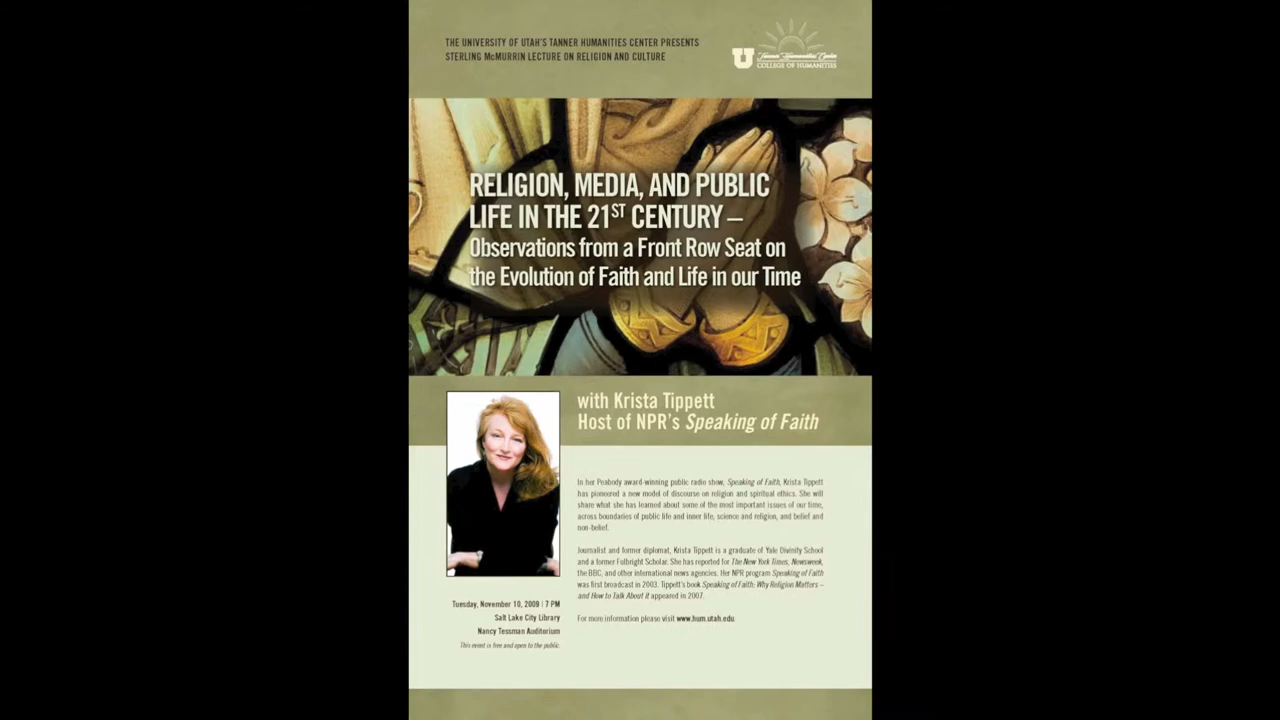 THE UNIVERSITY OF UTAH'S TANNER HUMANITIES CENTER PRESENTS
STERLING McMURRIN LECTURE ON RELIGION AND CULTURE
U
Tanner Humanities Center
COLLEGE OF HUMANITIES
RELIGION, MEDIA, AND PUBLIC
LIFE IN THE 21ST CENTURY –
Observations from a Front Row Seat on
the Evolution of Faith and Life in our Time
with Krista Tippett
Host of NPR's Speaking of Faith
In her Peabody award-winning public radio show, Speaking of Faith, Krista Tippett
has pioneered a new model of discourse on religion and spiritual ethics. She will
share what she has learned about some of the most important issues of our time,
across boundaries of public life and inner life, science and religion, and belief and
non-belief.
Journalist and former diplomat, Krista Tippett is a graduate of Yale Divinity School
and a former Fulbright Scholar. She has reported for The New York Times, Newsweek,
the BBC, and other international news agencies. Her NPR program Speaking of Faith
was first broadcast in 2003. Tippett's book Speaking of Faith: Why Religion Matters –
and How to Talk About It appeared in 2007.
For more information please visit www.hum.utah.edu.
Tuesday, November 10, 2009 | 7 PM
Salt Lake City Library
Nancy Tessman Auditorium
This event is free and open to the public.